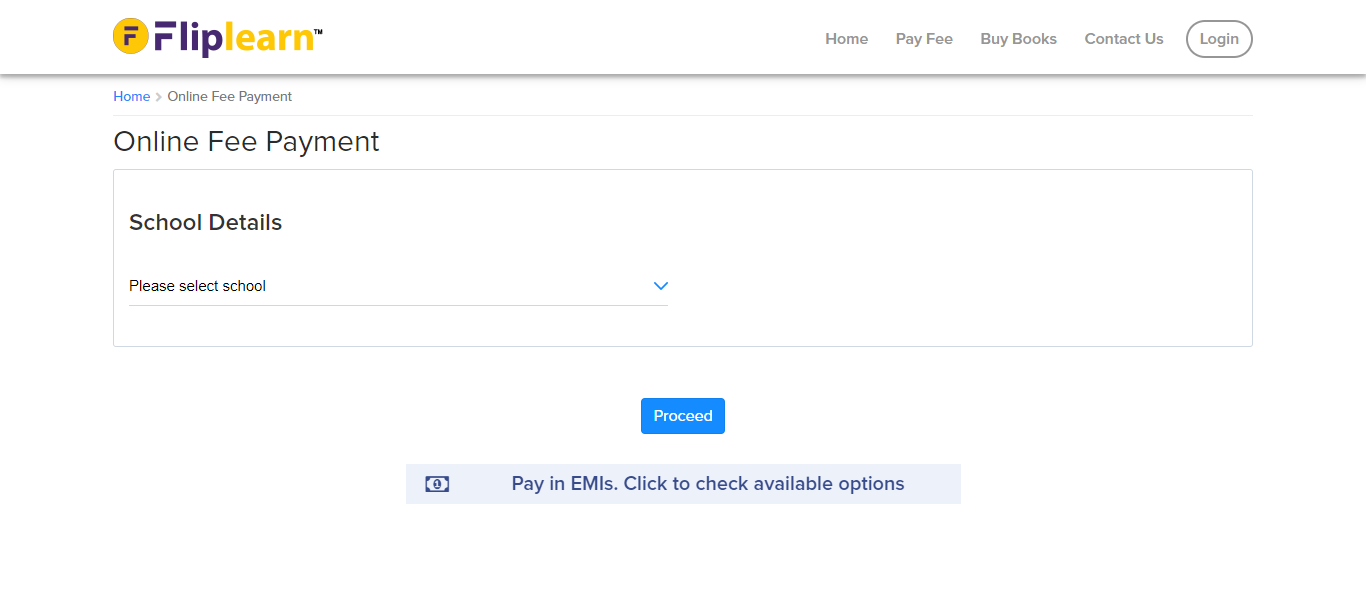 F Fliplearn™
Home Pay Fee Buy Books Contact Us Login
Home > Online Fee Payment
Online Fee Payment
School Details
Please select school
Proceed
Pay in EMIs. Click to check available options